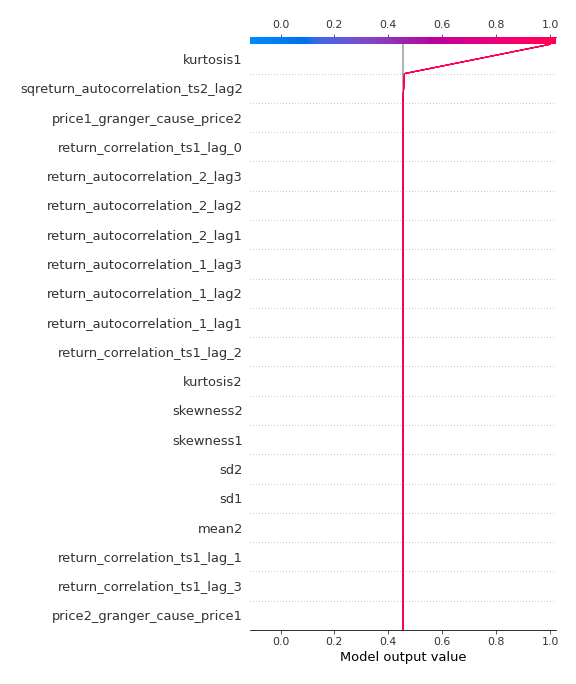 0.0 0.2 0.4 0.6 0.8 1.0
kurtosis1
sqreturn_autocorrelation_ts2_lag2
price1_granger_cause_price2
return_correlation_ts1_lag_0
return_autocorrelation_2_lag3
return_autocorrelation_2_lag2
return_autocorrelation_2_lag1
return_autocorrelation_1_lag3
return_autocorrelation_1_lag2
return_autocorrelation_1_lag1
return_correlation_ts1_lag_2
kurtosis2
skewness2
skewness1
sd2
sd1
mean2
return_correlation_ts1_lag_1
return_correlation_ts1_lag_3
price2_granger_cause_price1
0.0 0.2 0.4 0.6 0.8 1.0
Model output value